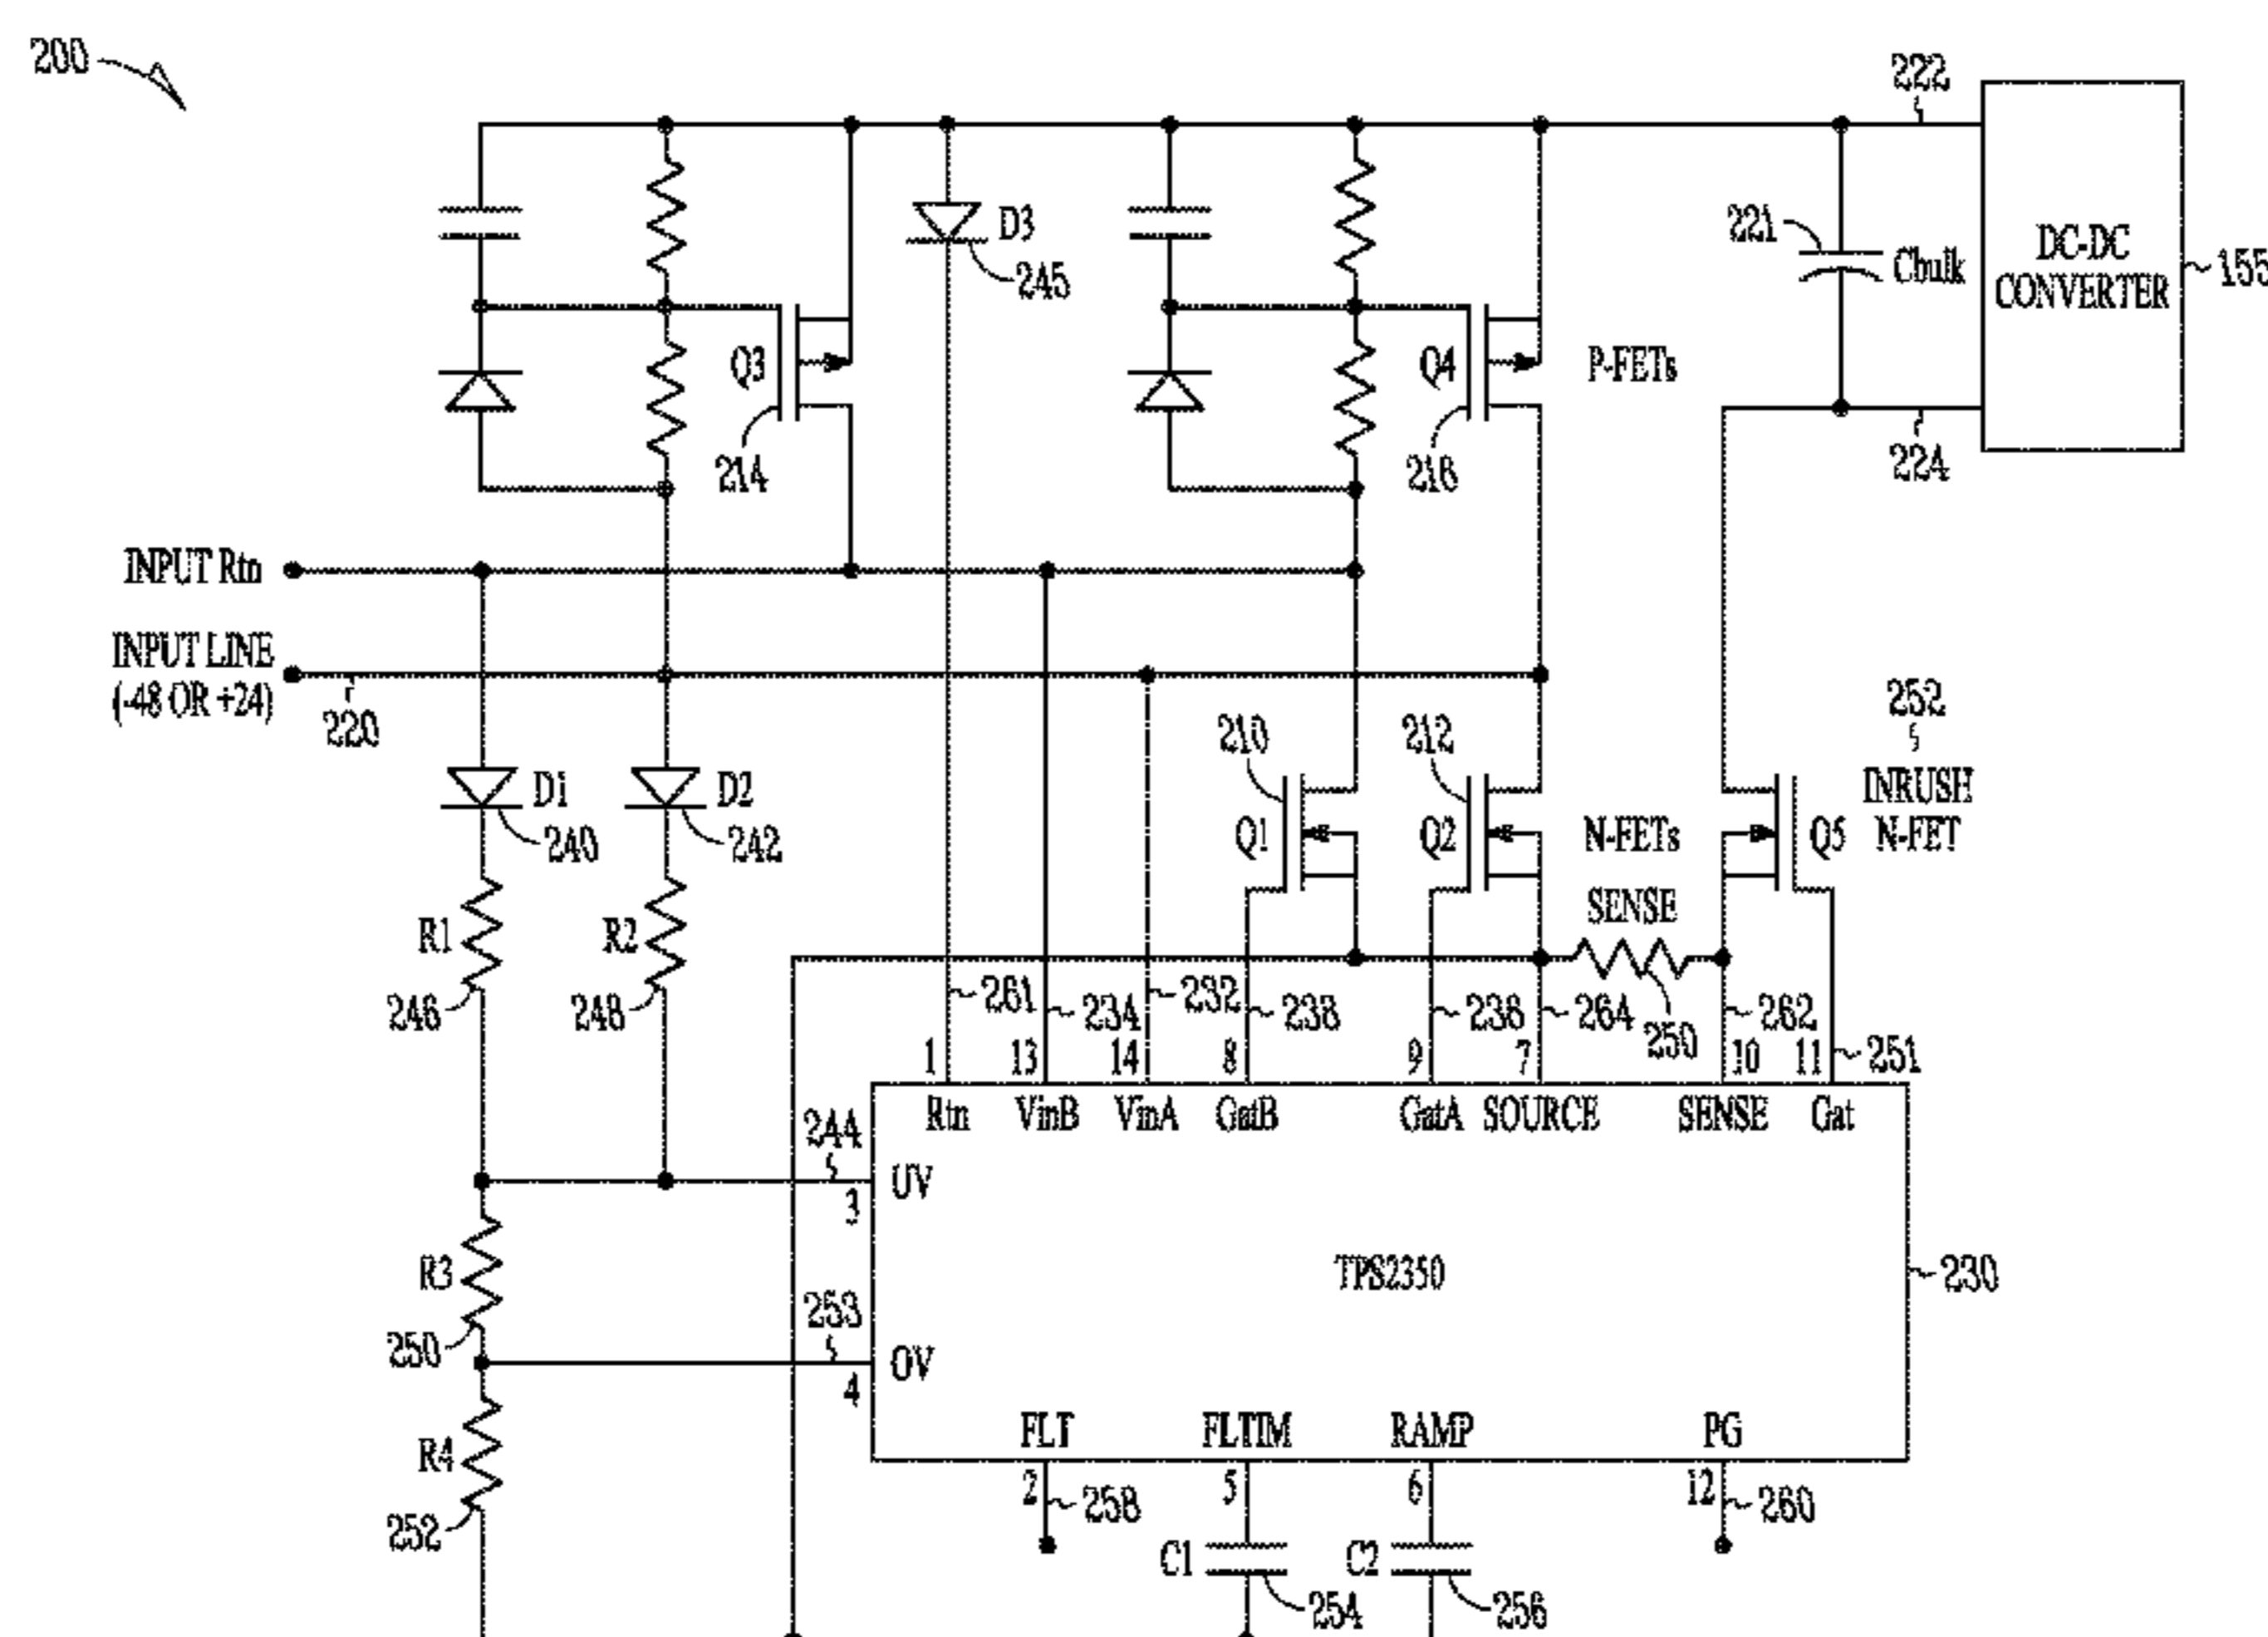 200
222
D3
245
221
Cbulk
DC-DC
CONVERTER
155
Q3
214
Q4
216
P-FETs
224
INPUT Rtn
INPUT LINE
(-48 OR +24)
220
D1
240
D2
242
210
Q1
212
Q2
N-FETs
252
INRUSH
N-FET
Q5
R1
246
R2
248
SENSE
250
261
234
232
238
236
264
262
251
1
13
14
8
9
7
10
11
Rtn
VinB
VinA
GatB
GatA
SOURCE
SENSE
Gat
244
UV
3
TPS2350
230
R3
250
253
OV
4
R4
252
FLT
FLTIM
RAMP
PG
2
258
5
6
12
260
C1
254
C2
256